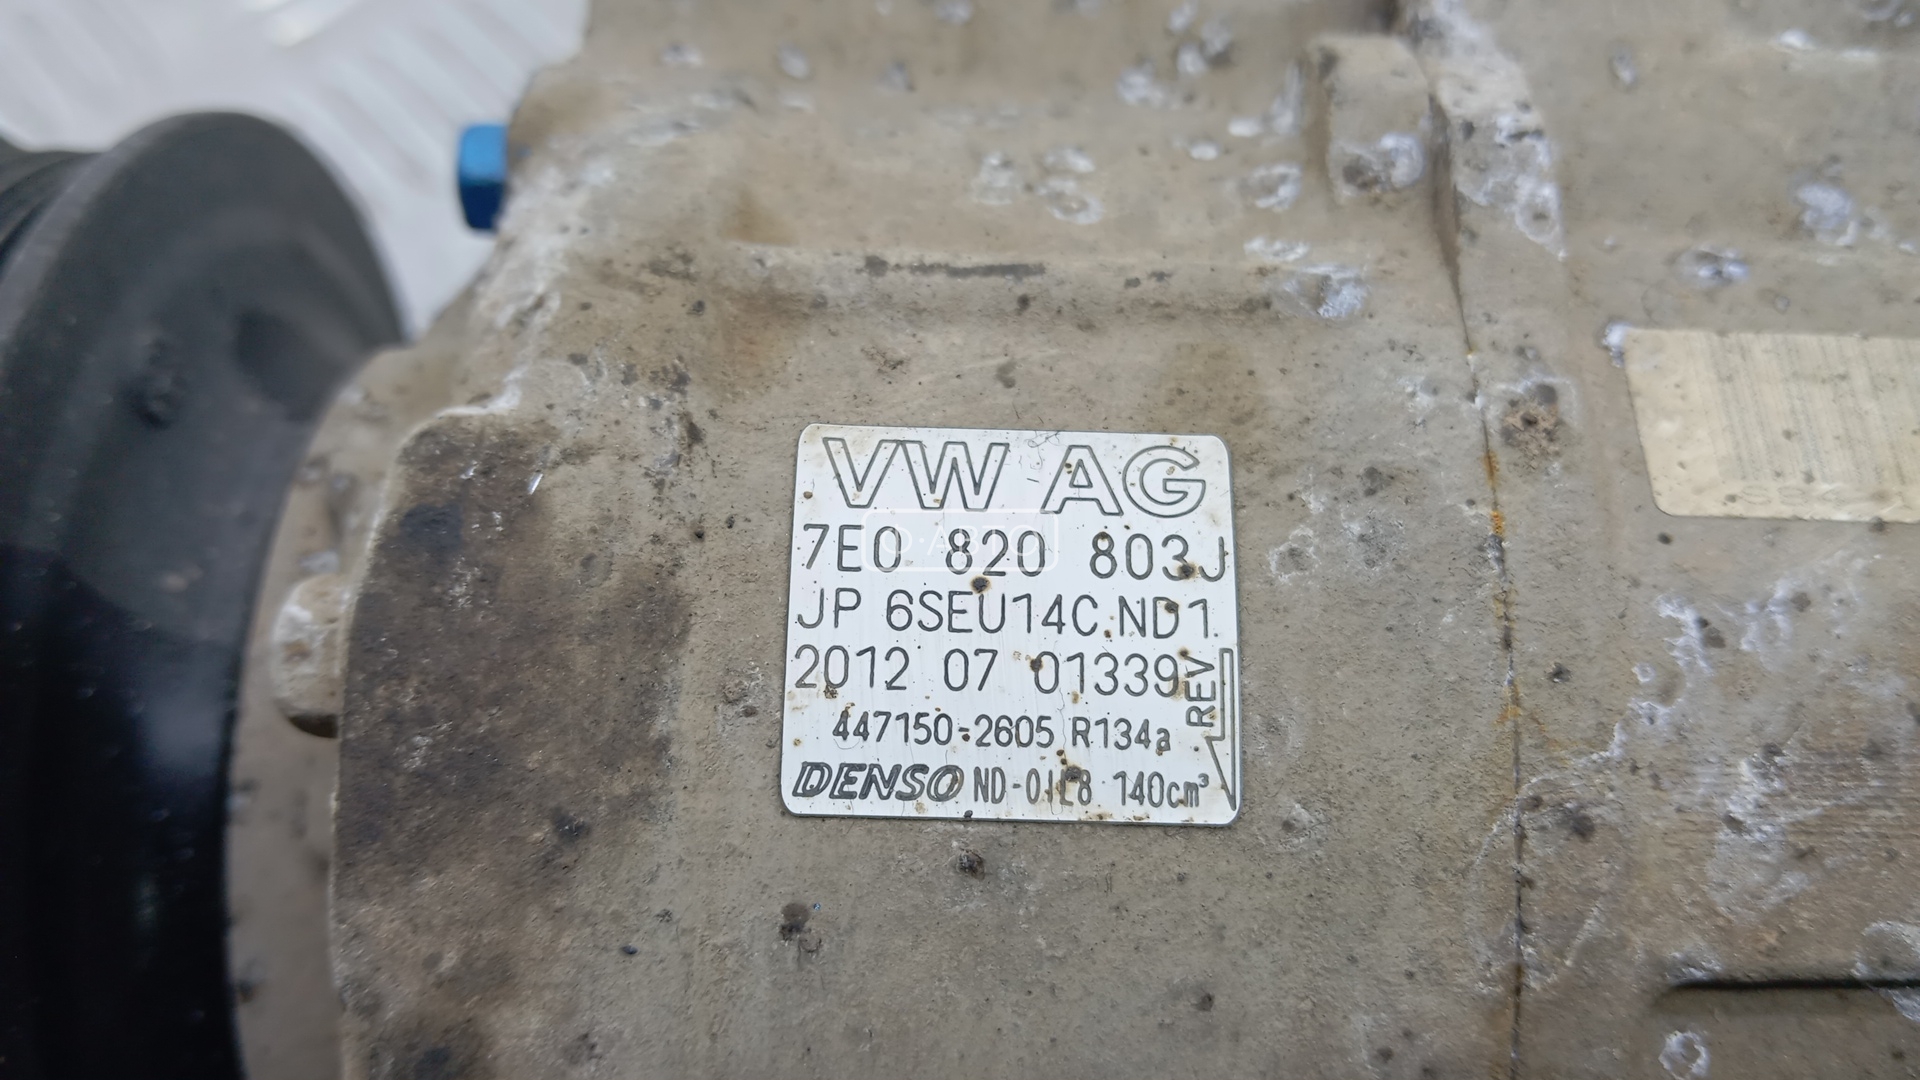 VW AG
7E0 820 803J
JP 6SEU14C ND1
2012 07 01339
REV
447150-2605 R134a
DENSO ND-OIL8 140cm³
О·АВТО